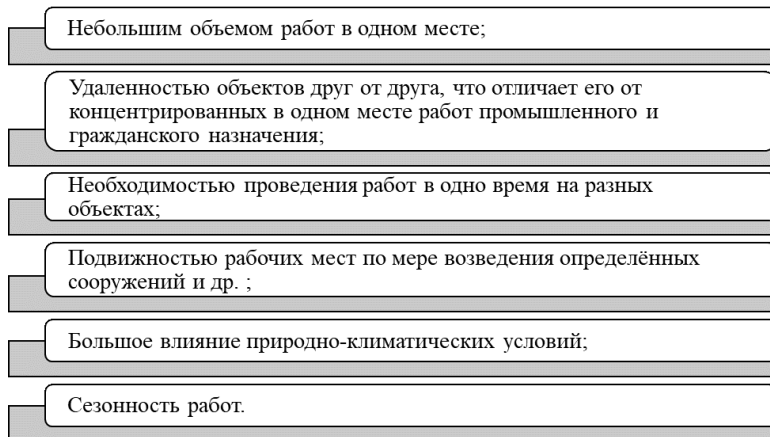 Небольшим объемом работ в одном месте;
Удаленностью объектов друг от друга, что отличает его от
концентрированных в одном месте работ промышленного и
гражданского назначения;
Необходимостью проведения работ в одно время на разных
объектах;
Подвижностью рабочих мест по мере возведения определённых
сооружений и др. ;
Большое влияние природно-климатических условий;
Сезонность работ.